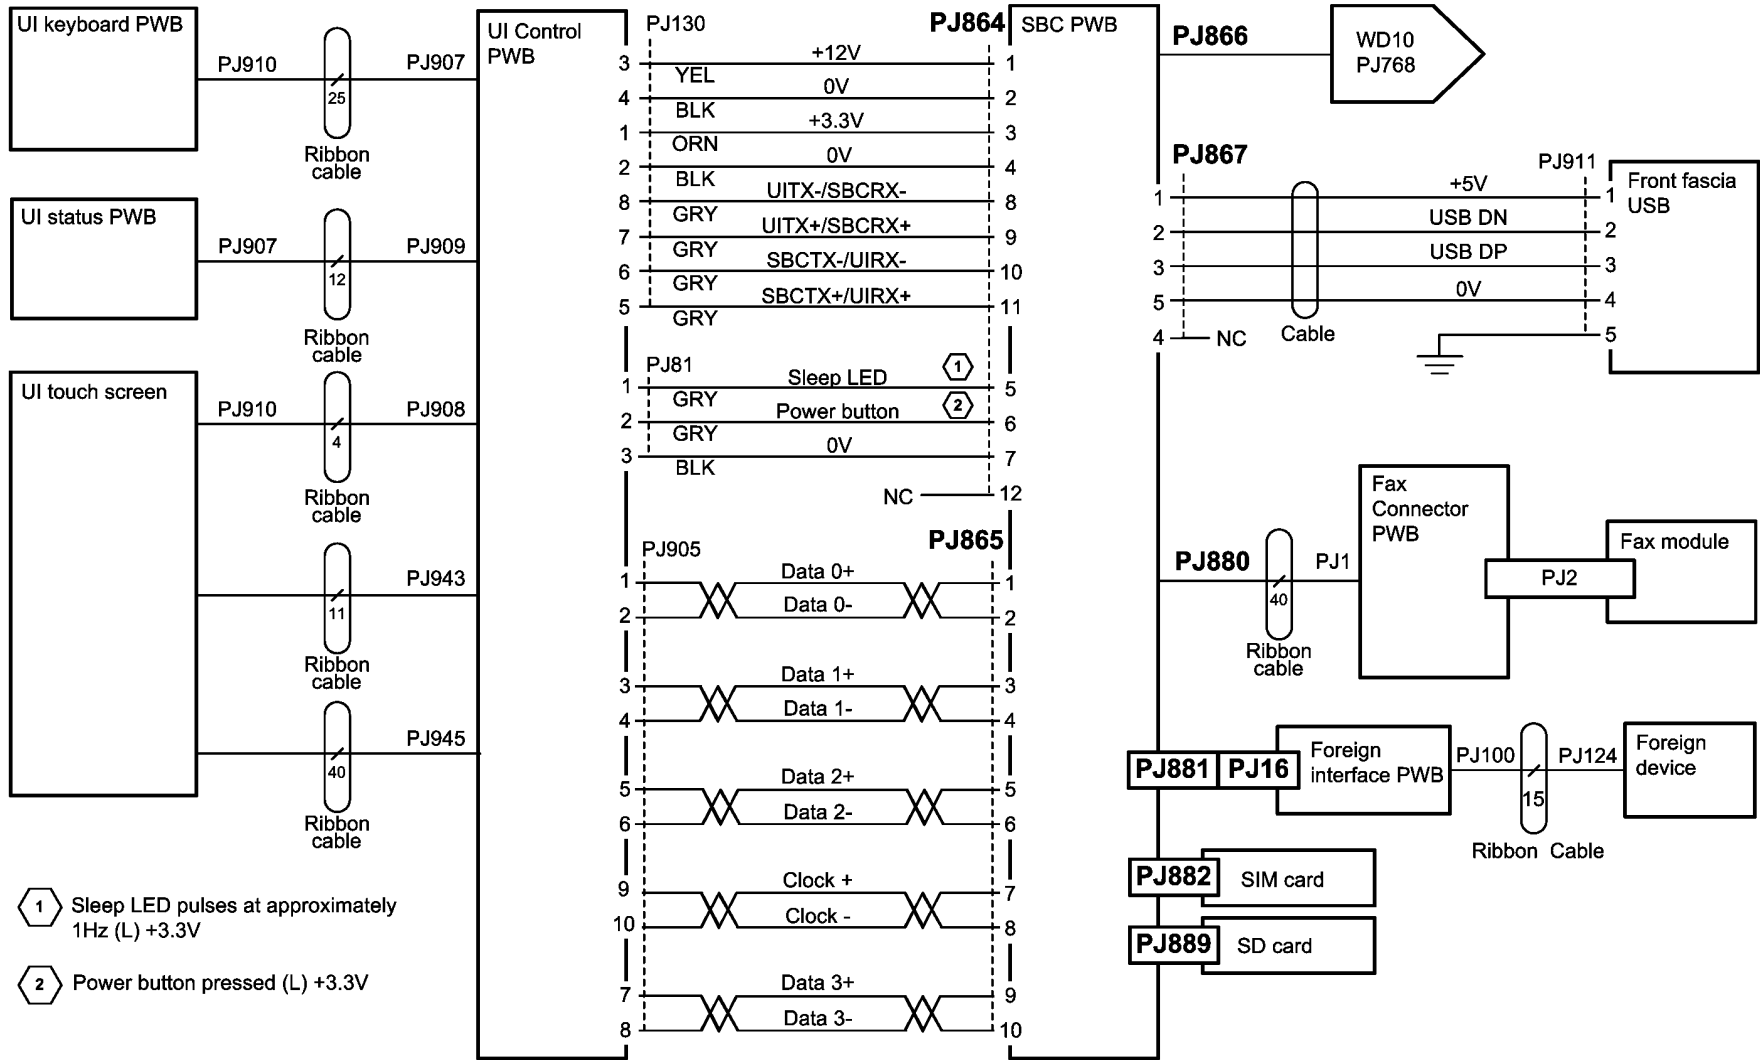 UI keyboard PWB
PJ910
25
PJ907
Ribbon
cable
UI status PWB
PJ907
12
PJ909
Ribbon
cable
UI touch screen
PJ910
4
PJ908
Ribbon
cable
11
PJ943
Ribbon
cable
40
PJ945
Ribbon
cable
1 Sleep LED pulses at approximately
1Hz (L) +3.3V
2 Power button pressed (L) +3.3V
UI Control
PWB
PJ130
PJ864
3 +12V 1
YEL
4 0V 2
BLK
1 +3.3V 3
ORN
2 0V 4
BLK
8 UITX-/SBCRX- 8
GRY
7 UITX+/SBCRX+ 9
GRY
6 SBCTX-/UIRX- 10
GRY
5 SBCTX+/UIRX+ 11
GRY
PJ81
1 Sleep LED 1 5
GRY
2 Power button 2 6
GRY
3 0V 7
BLK
NC 12
PJ905
PJ865
1 Data 0+ 1
2 Data 0- 2
3 Data 1+ 3
4 Data 1- 4
5 Data 2+ 5
6 Data 2- 6
9 Clock + 7
10 Clock - 8
7 Data 3+ 9
8 Data 3- 10
SBC PWB
PJ866
WD10
PJ768
PJ867
PJ911
Front fascia
USB
1 +5V 1
2 USB DN 2
3 USB DP 3
5 0V 4
4 NC
Cable
5
PJ880
40
Ribbon
cable
PJ1
Fax
Connector
PWB
PJ2
Fax module
PJ881
PJ16
Foreign
interface PWB
PJ100
15
PJ124
Foreign
device
Ribbon Cable
PJ882
SIM card
PJ889
SD card